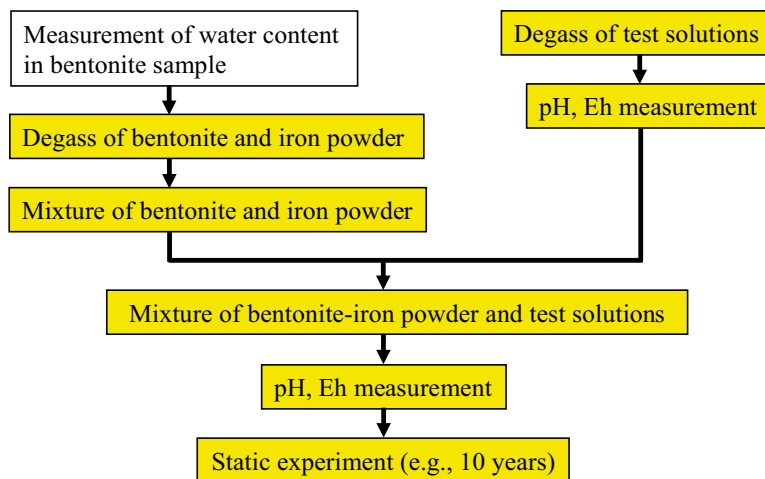 Measurement of water content
in bentonite sample
Degass of test solutions
pH, Eh measurement
Degass of bentonite and iron powder
Mixture of bentonite and iron powder
Mixture of bentonite-iron powder and test solutions
pH, Eh measurement
Static experiment (e.g., 10 years)